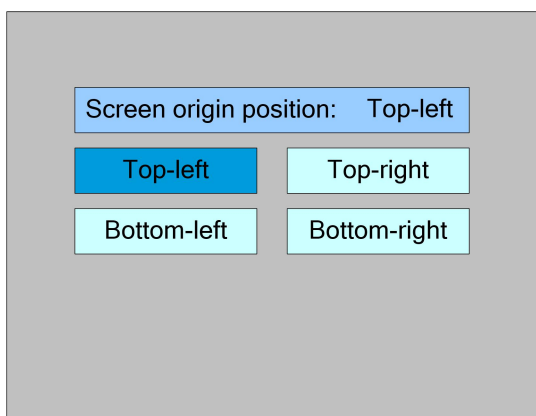 Screen origin position: Top-left
Top-left Top-right
Bottom-left Bottom-right